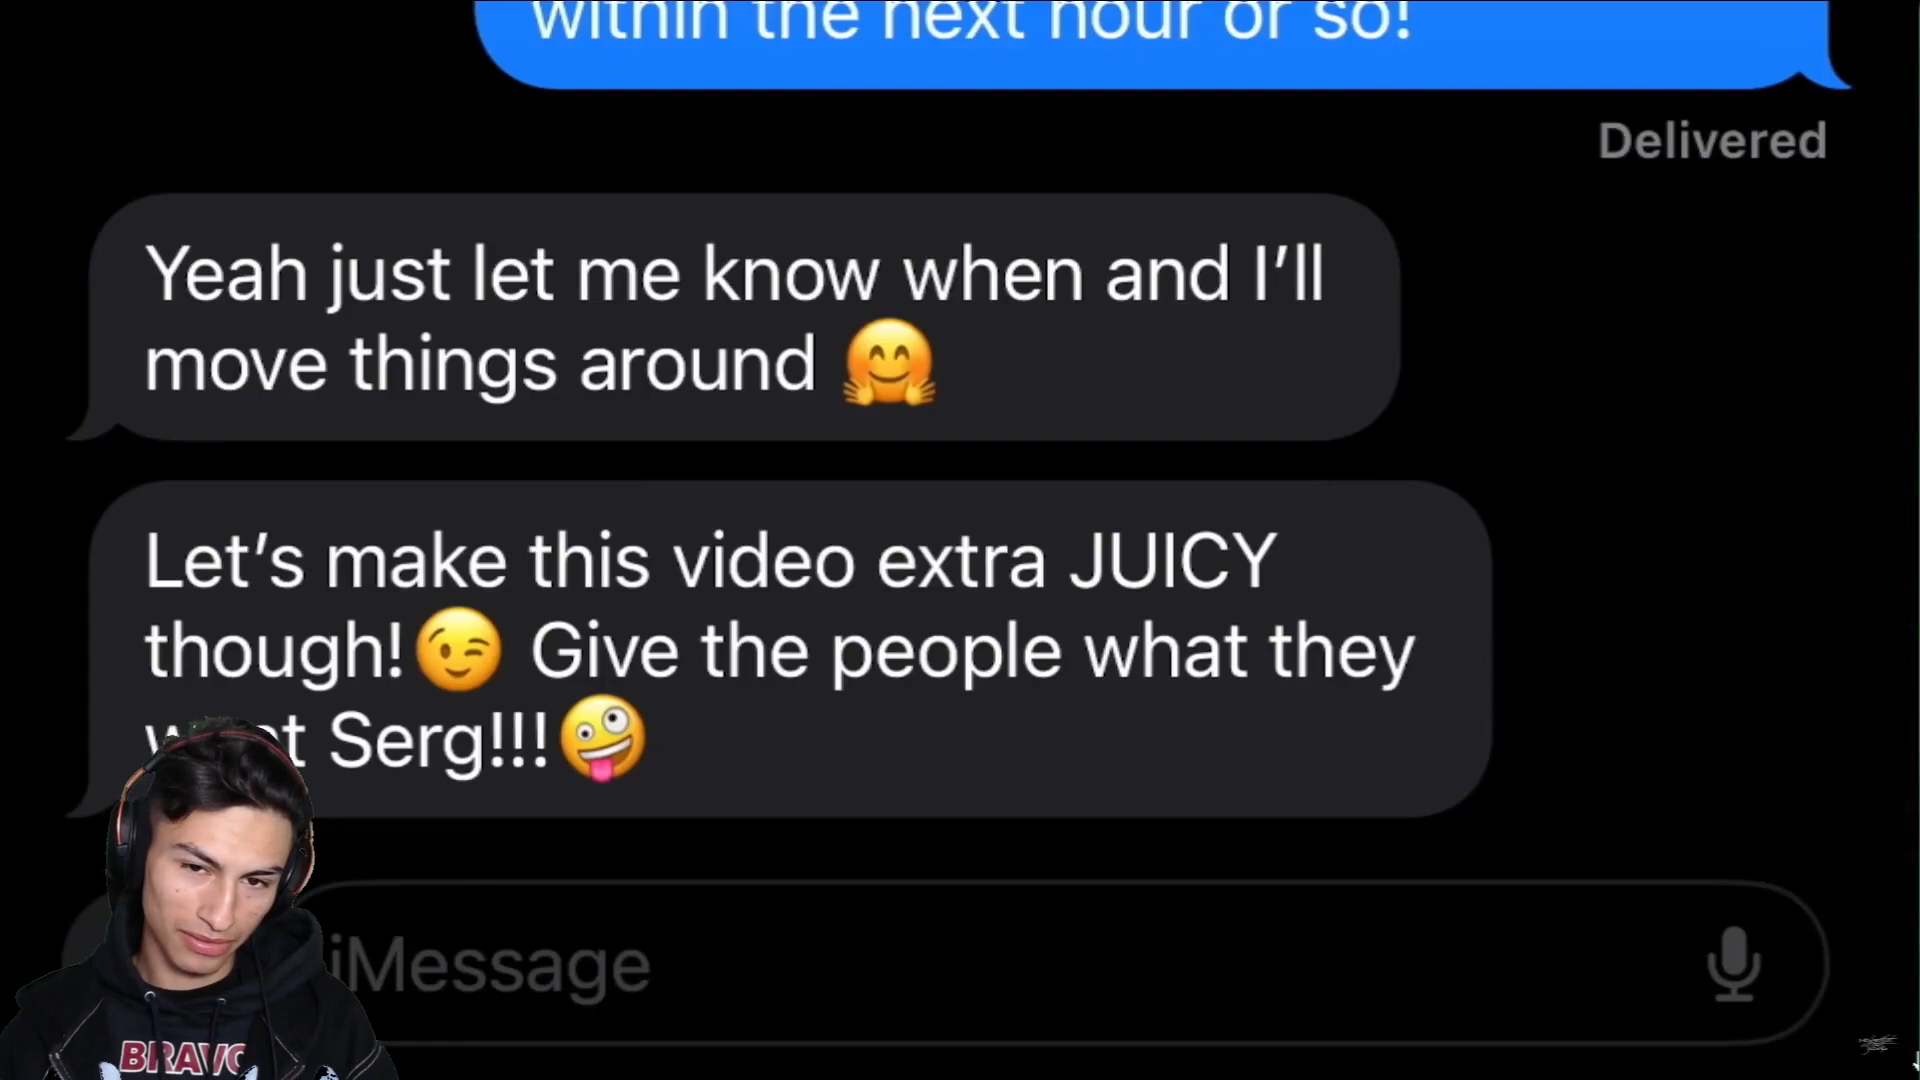 within the next hour or so!
Delivered
Yeah just let me know when and I’ll
move things around 🤗
Let’s make this video extra JUICY
though!😉 Give the people what they
Serg!!!🤪
iMessage
BRAVO